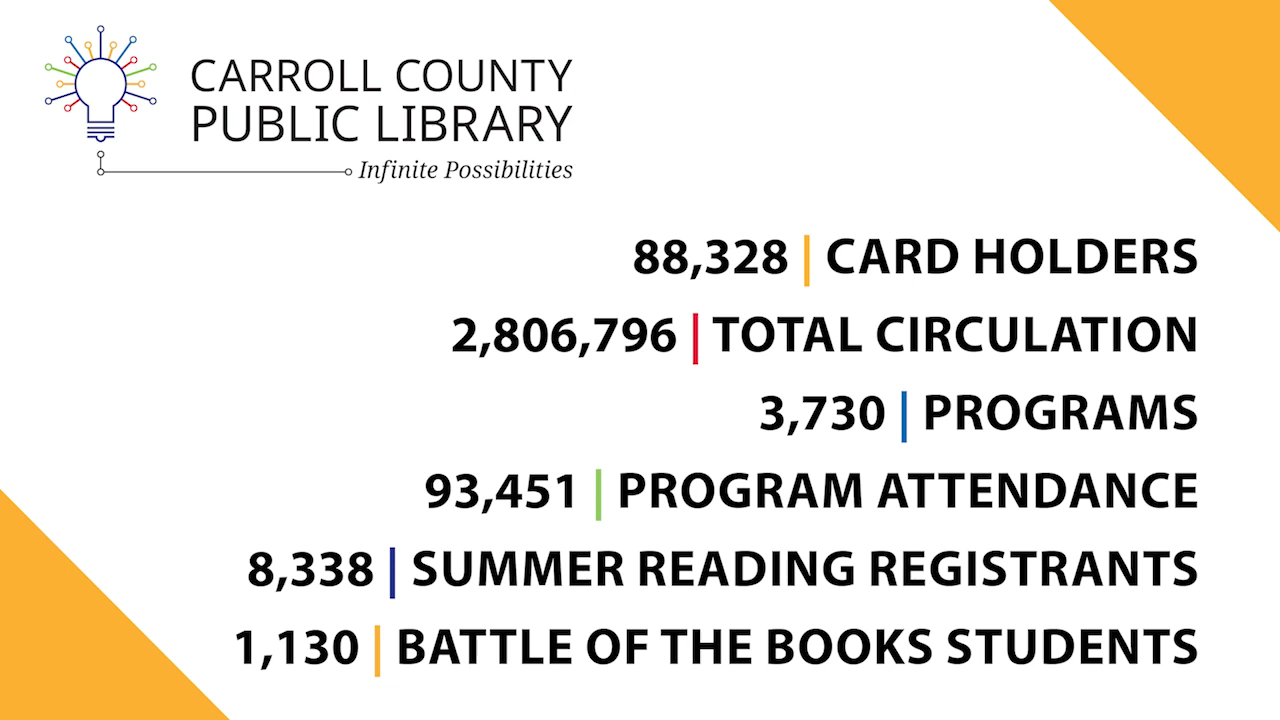 CARROLL COUNTY
PUBLIC LIBRARY
Infinite Possibilities
88,328 | CARD HOLDERS
2,806,796 | TOTAL CIRCULATION
3,730 | PROGRAMS
93,451 | PROGRAM ATTENDANCE
8,338 | SUMMER READING REGISTRANTS
1,130 | BATTLE OF THE BOOKS STUDENTS